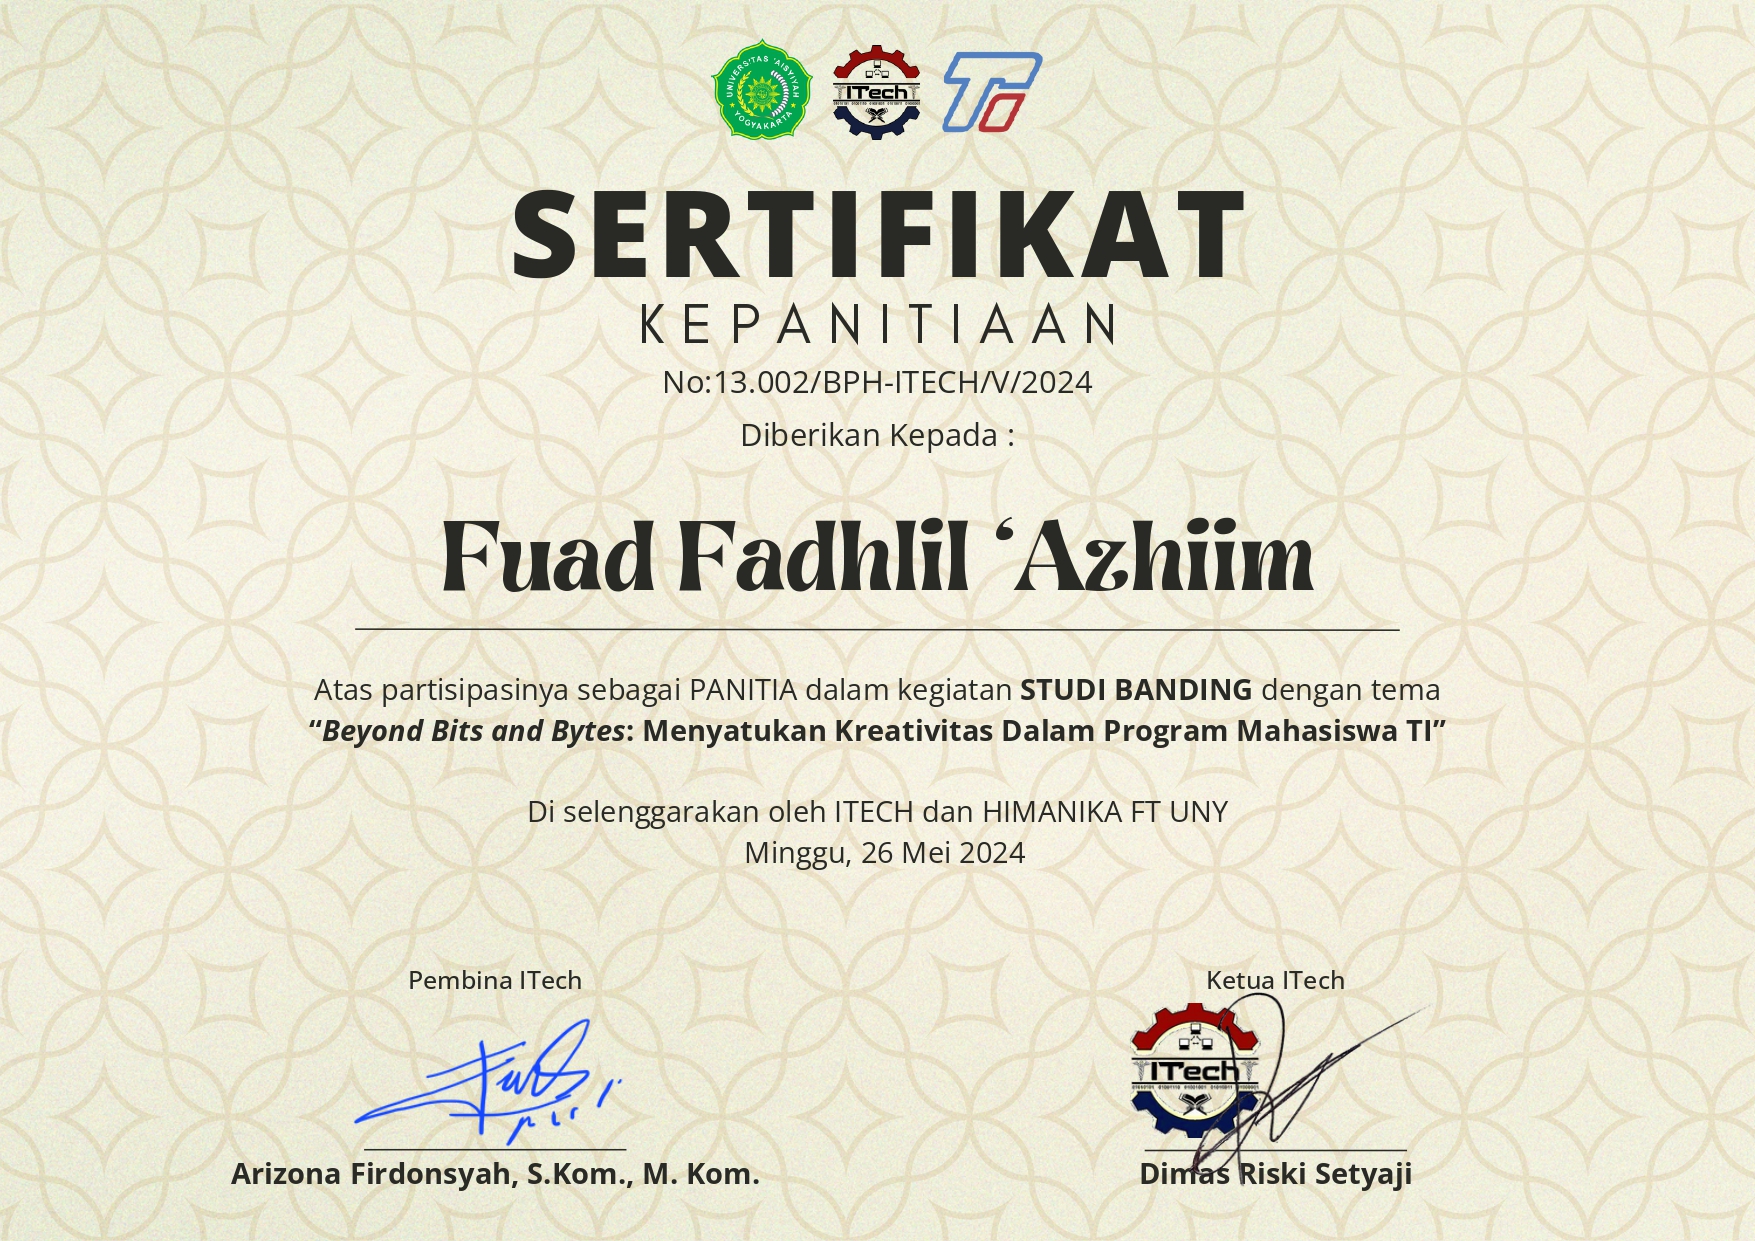 UNIVERSITAS 'AISYIYAH
YOGYAKARTA
ITech
SERTIFIKAT
KEPANITIAAN
No:13.002/BPH-ITECH/V/2024
Diberikan Kepada :
Fuad Fadhlil ‘Azhiim
Atas partisipasinya sebagai PANITIA dalam kegiatan STUDI BANDING dengan tema
“Beyond Bits and Bytes: Menyatukan Kreativitas Dalam Program Mahasiswa TI”
Di selenggarakan oleh ITECH dan HIMANIKA FT UNY
Minggu, 26 Mei 2024
Pembina ITech
Arizona Firdonsyah, S.Kom., M. Kom.
Ketua ITech
ITech
Dimas Riski Setyaji